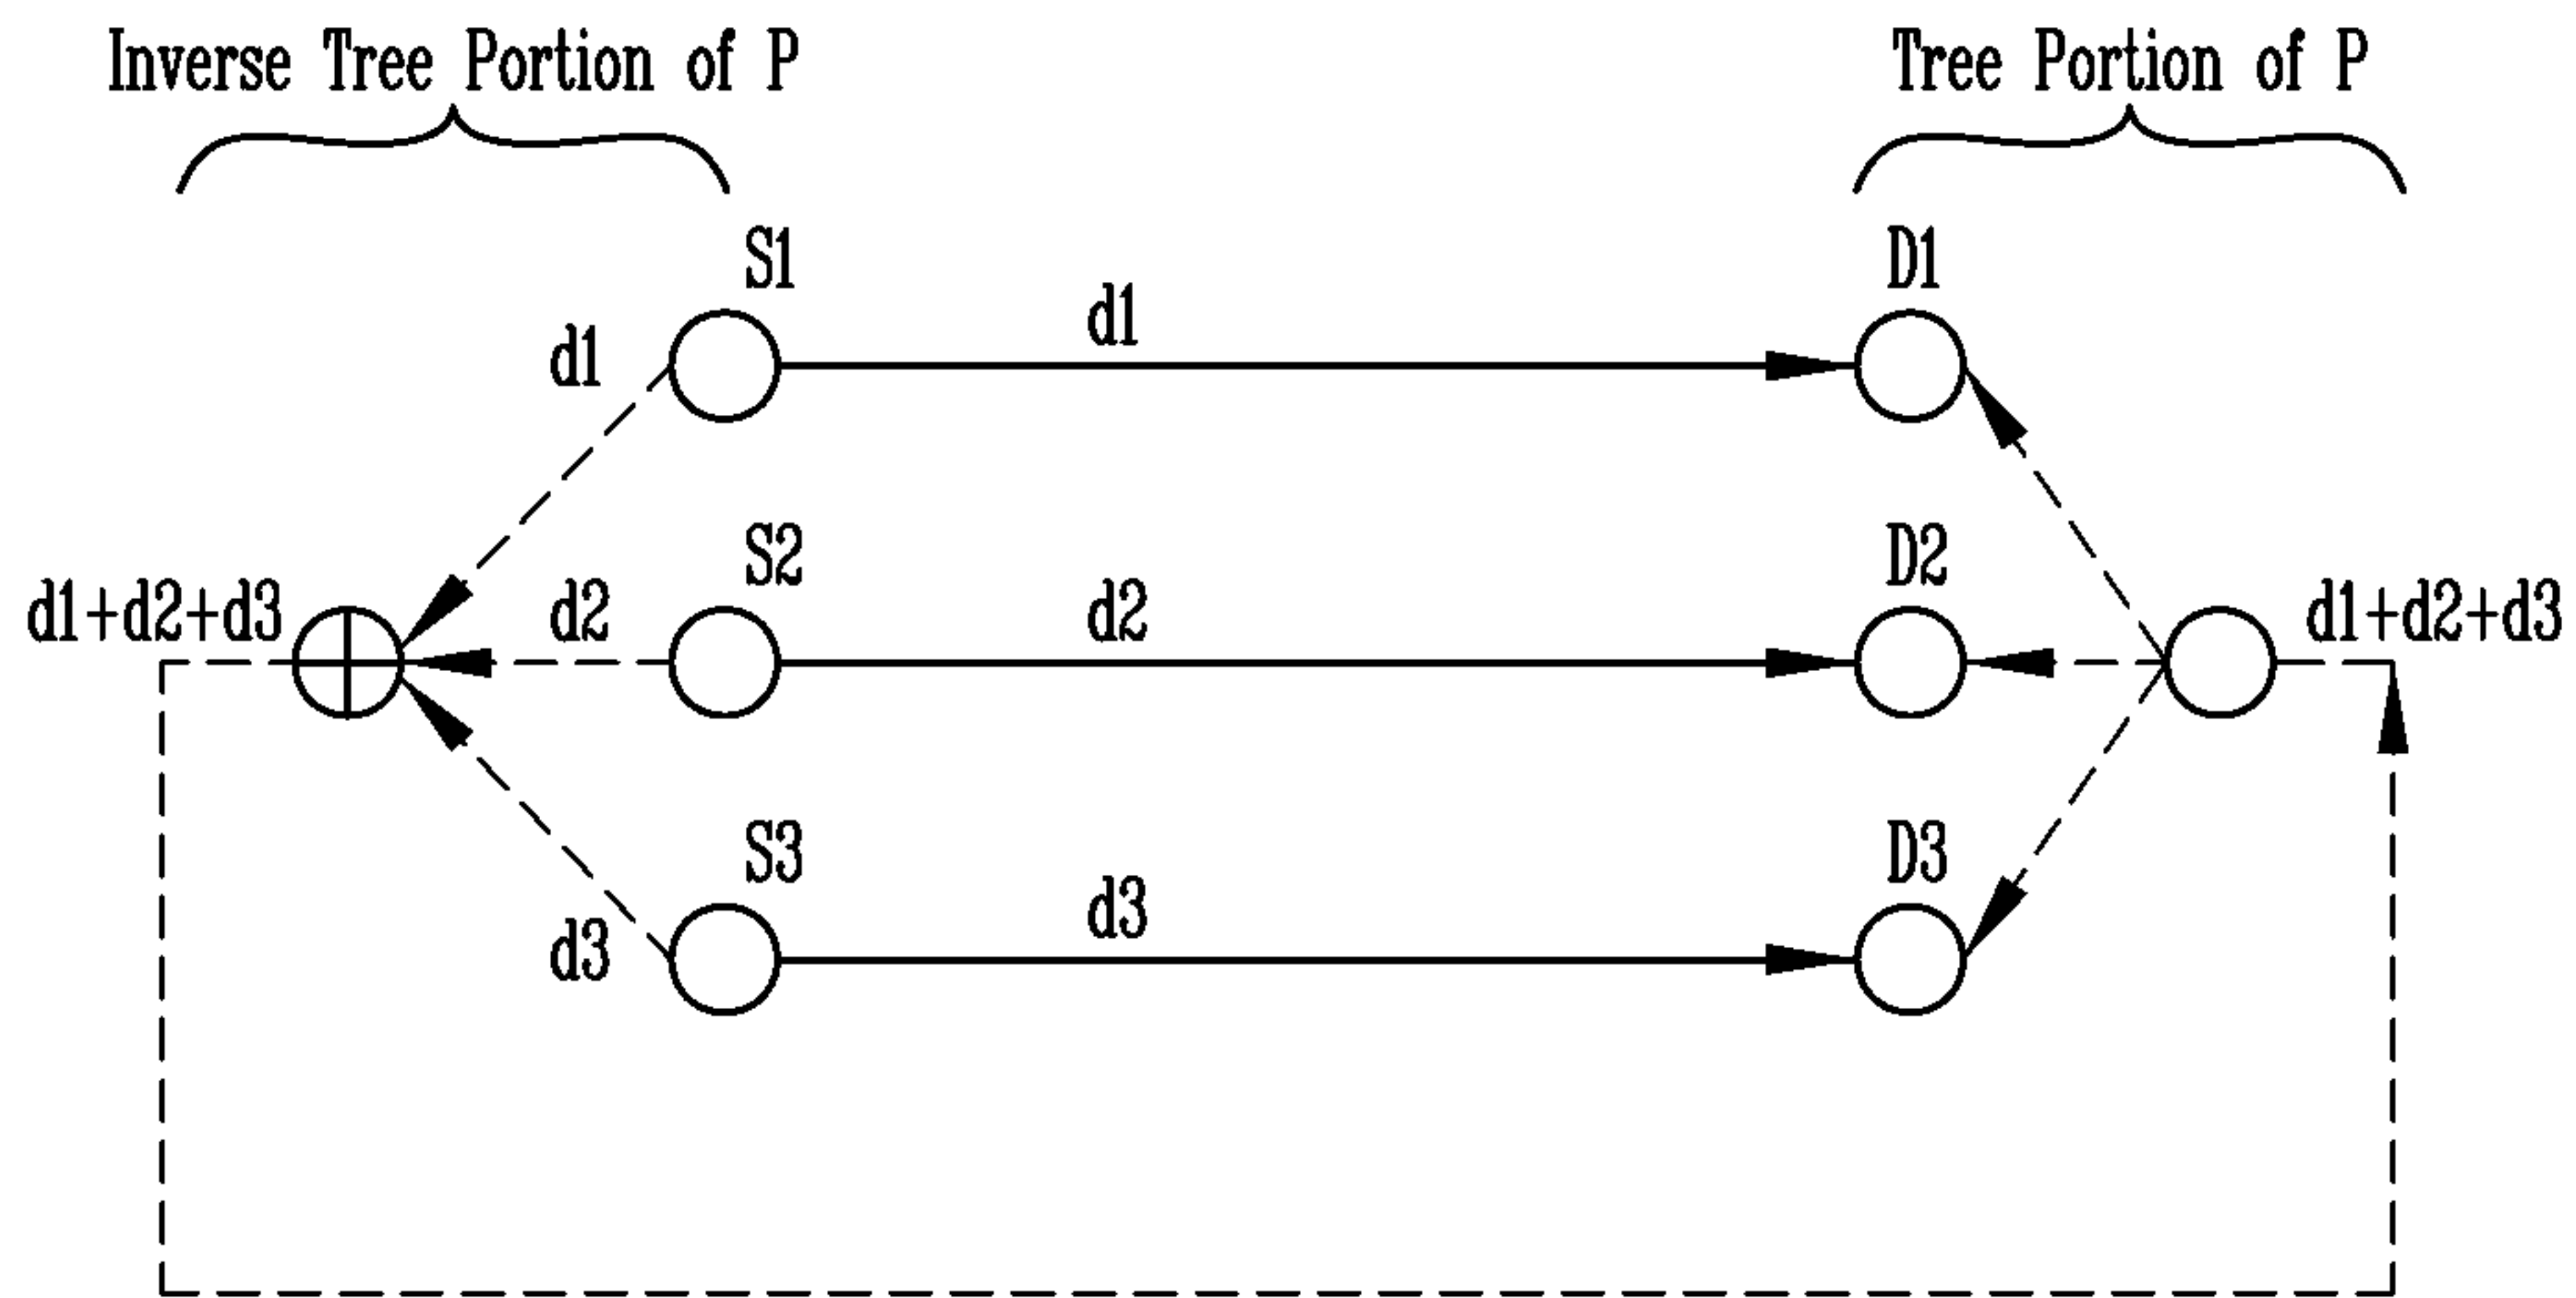 Inverse Tree Portion of P
Tree Portion of P
S1
D1
d1
d1
S2
D2
d1+d2+d3
d2
d2
d1+d2+d3
S3
D3
d3
d3